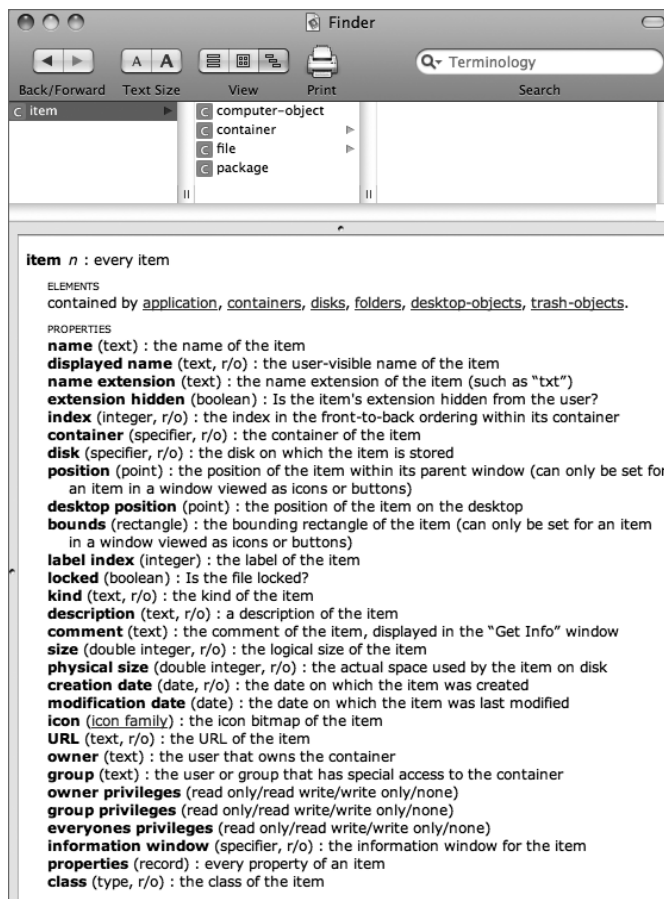 Finder
A A
Terminology
Back/Forward Text Size View Print Search
C item
C computer-object
C container
C file
C package
item n : every item
ELEMENTS
contained by application, containers, disks, folders, desktop-objects, trash-objects.
PROPERTIES
name (text) : the name of the item
displayed name (text, r/o) : the user-visible name of the item
name extension (text) : the name extension of the item (such as “txt”)
extension hidden (boolean) : Is the item's extension hidden from the user?
index (integer, r/o) : the index in the front-to-back ordering within its container
container (specifier, r/o) : the container of the item
disk (specifier, r/o) : the disk on which the item is stored
position (point) : the position of the item within its parent window (can only be set for
an item in a window viewed as icons or buttons)
desktop position (point) : the position of the item on the desktop
bounds (rectangle) : the bounding rectangle of the item (can only be set for an item
in a window viewed as icons or buttons)
label index (integer) : the label of the item
locked (boolean) : Is the file locked?
kind (text, r/o) : the kind of the item
description (text, r/o) : a description of the item
comment (text) : the comment of the item, displayed in the “Get Info” window
size (double integer, r/o) : the logical size of the item
physical size (double integer, r/o) : the actual space used by the item on disk
creation date (date, r/o) : the date on which the item was created
modification date (date) : the date on which the item was last modified
icon (icon family) : the icon bitmap of the item
URL (text, r/o) : the URL of the item
owner (text) : the user that owns the container
group (text) : the user or group that has special access to the container
owner privileges (read only/read write/write only/none)
group privileges (read only/read write/write only/none)
everyones privileges (read only/read write/write only/none)
information window (specifier, r/o) : the information window for the item
properties (record) : every property of an item
class (type, r/o) : the class of the item